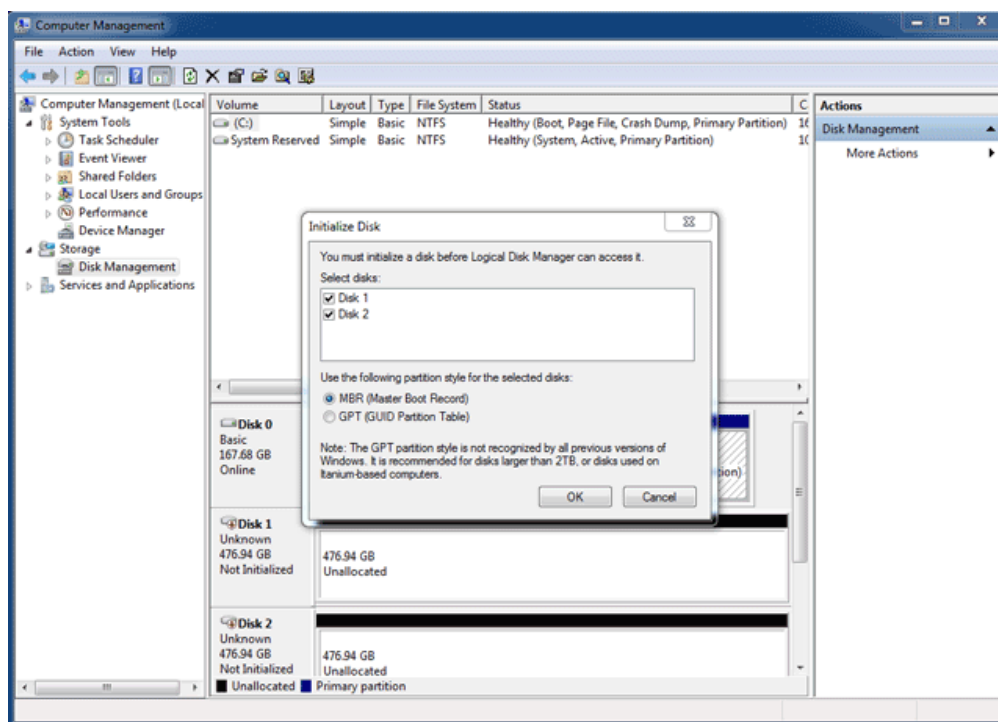 Computer Management
File Action View Help
Computer Management (Local
System Tools
Task Scheduler
Event Viewer
Shared Folders
Local Users and Groups
Performance
Device Manager
Storage
Disk Management
Services and Applications
Volume Layout Type File System Status C
(C:) Simple Basic NTFS Healthy (Boot, Page File, Crash Dump, Primary Partition) 16
System Reserved Simple Basic NTFS Healthy (System, Active, Primary Partition) 10
Actions
Disk Management
More Actions
Initialize Disk
You must initialize a disk before Logical Disk Manager can access it.
Select disks:
Disk 1
Disk 2
Use the following partition style for the selected disks:
MBR (Master Boot Record)
GPT (GUID Partition Table)
Note: The GPT partition style is not recognized by all previous versions of
Windows. It is recommended for disks larger than 2TB, or disks used on
Itanium-based computers.
OK Cancel
Disk 0
Basic
167.68 GB
Online
tion)
Disk 1
Unknown
476.94 GB
Not Initialized
476.94 GB
Unallocated
Disk 2
Unknown
476.94 GB
Not Initialized
476.94 GB
Unallocated
Unallocated Primary partition